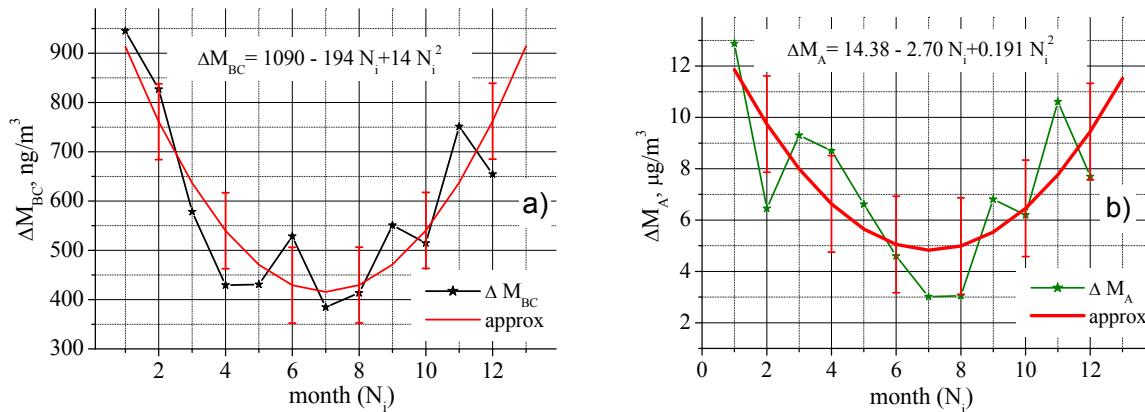 a)
ΔM_BC = 1090 - 194 N_i+14 N_i^2
900
800
700
600
500
400
300
ΔM_BC, ng/m^3
2 4 6 8 10 12
month (N_i)
Δ M_BC
approx
b)
ΔM_A= 14.38 - 2.70 N_i+0.191 N_i^2
12
10
8
6
4
2
ΔM_A, μg/m^3
0 2 4 6 8 10 12
month (N_i)
Δ M_A
approx